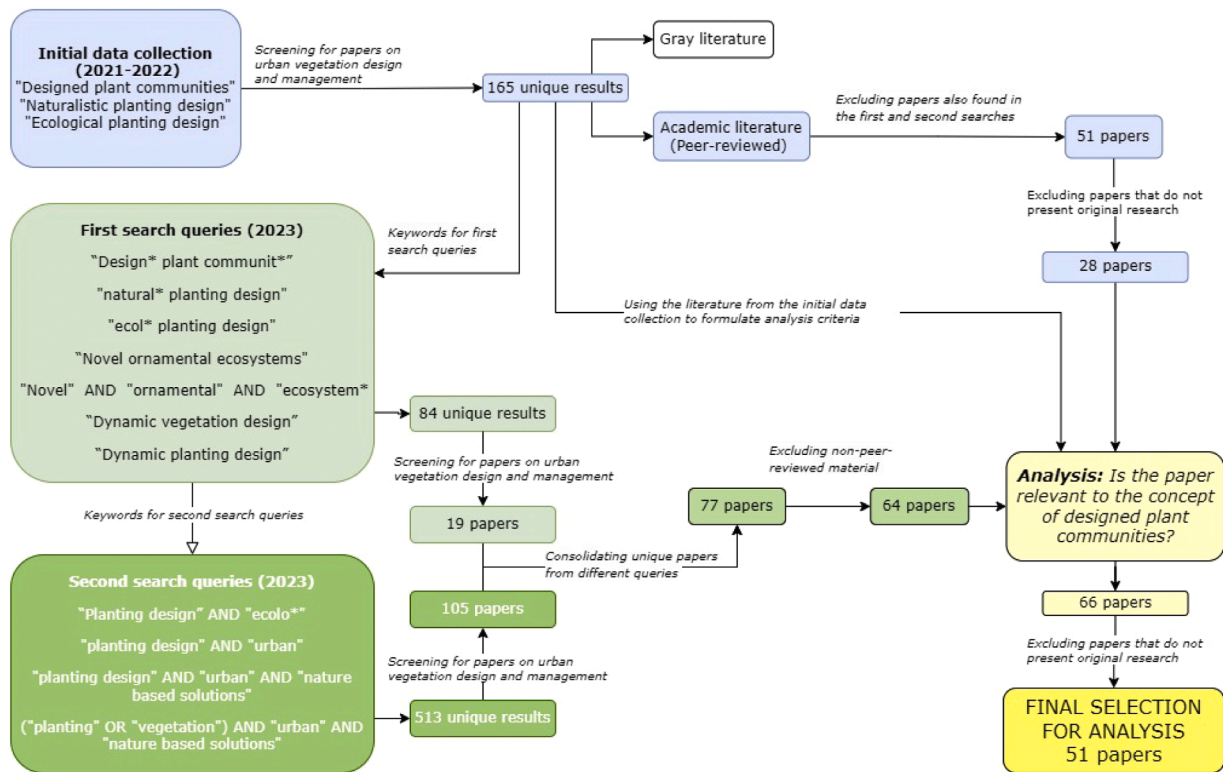 Initial data collection
(2021-2022)
"Designed plant communities"
"Naturalistic planting design"
"Ecological planting design"
Screening for papers on
urban vegetation design
and management
165 unique results
Gray literature
Academic literature
(Peer-reviewed)
Excluding papers also found in
the first and second searches
51 papers
Excluding papers that do not
present original research
28 papers
Keywords for first
search queries
Using the literature from the initial data
collection to formulate analysis criteria
First search queries (2023)
“Design* plant communit*”
"natural* planting design"
"ecol* planting design"
“Novel ornamental ecosystems"
"Novel" AND "ornamental" AND "ecosystem*
“Dynamic vegetation design”
"Dynamic planting design”
84 unique results
Screening for papers on urban
vegetation design and management
19 papers
Keywords for second search queries
Second search queries (2023)
“Planting design” AND "ecolo*"
"planting design" AND "urban"
"planting design" AND "urban" AND "nature
based solutions"
("planting" OR "vegetation") AND "urban" AND
"nature based solutions"
513 unique results
Screening for papers on urban
vegetation design and management
105 papers
Consolidating unique papers
from different queries
77 papers
Excluding non-peer-
reviewed material
64 papers
Analysis: Is the paper
relevant to the concept
of designed plant
communities?
66 papers
Excluding papers that do not
present original research
FINAL SELECTION
FOR ANALYSIS
51 papers